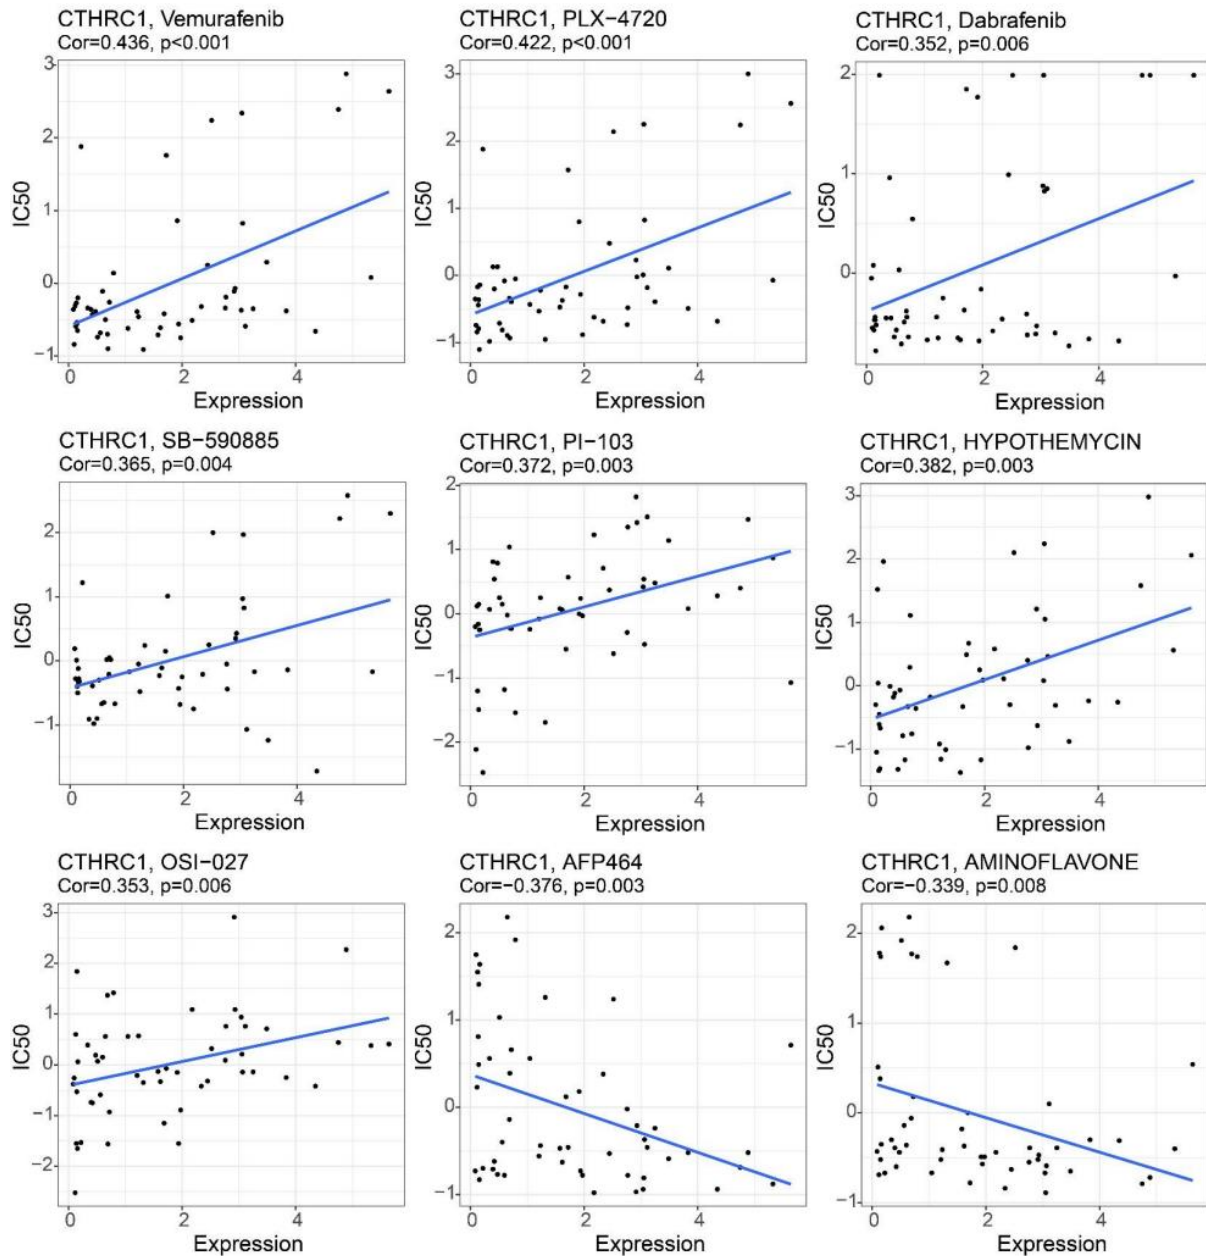 CTHRC1, Vemurafenib
Cor=0.436, p<0.001
3
2
1
0
−1
IC50
0 2 4
Expression
CTHRC1, PLX−4720
Cor=0.422, p<0.001
3
2
1
0
−1
IC50
0 2 4
Expression
CTHRC1, Dabrafenib
Cor=0.352, p=0.006
2
1
0
IC50
0 2 4
Expression
CTHRC1, SB−590885
Cor=0.365, p=0.004
2
1
0
−1
IC50
0 2 4
Expression
CTHRC1, PI−103
Cor=0.372, p=0.003
2
1
0
−1
−2
IC50
0 2 4
Expression
CTHRC1, HYPOTHEMYCIN
Cor=0.382, p=0.003
3
2
1
0
−1
IC50
0 2 4
Expression
CTHRC1, OSI−027
Cor=0.353, p=0.006
3
2
1
0
−1
−2
IC50
0 2 4
Expression
CTHRC1, AFP464
Cor=−0.376, p=0.003
2
1
0
−1
IC50
0 2 4
Expression
CTHRC1, AMINOFLAVONE
Cor=−0.339, p=0.008
2
1
0
−1
IC50
0 2 4
Expression